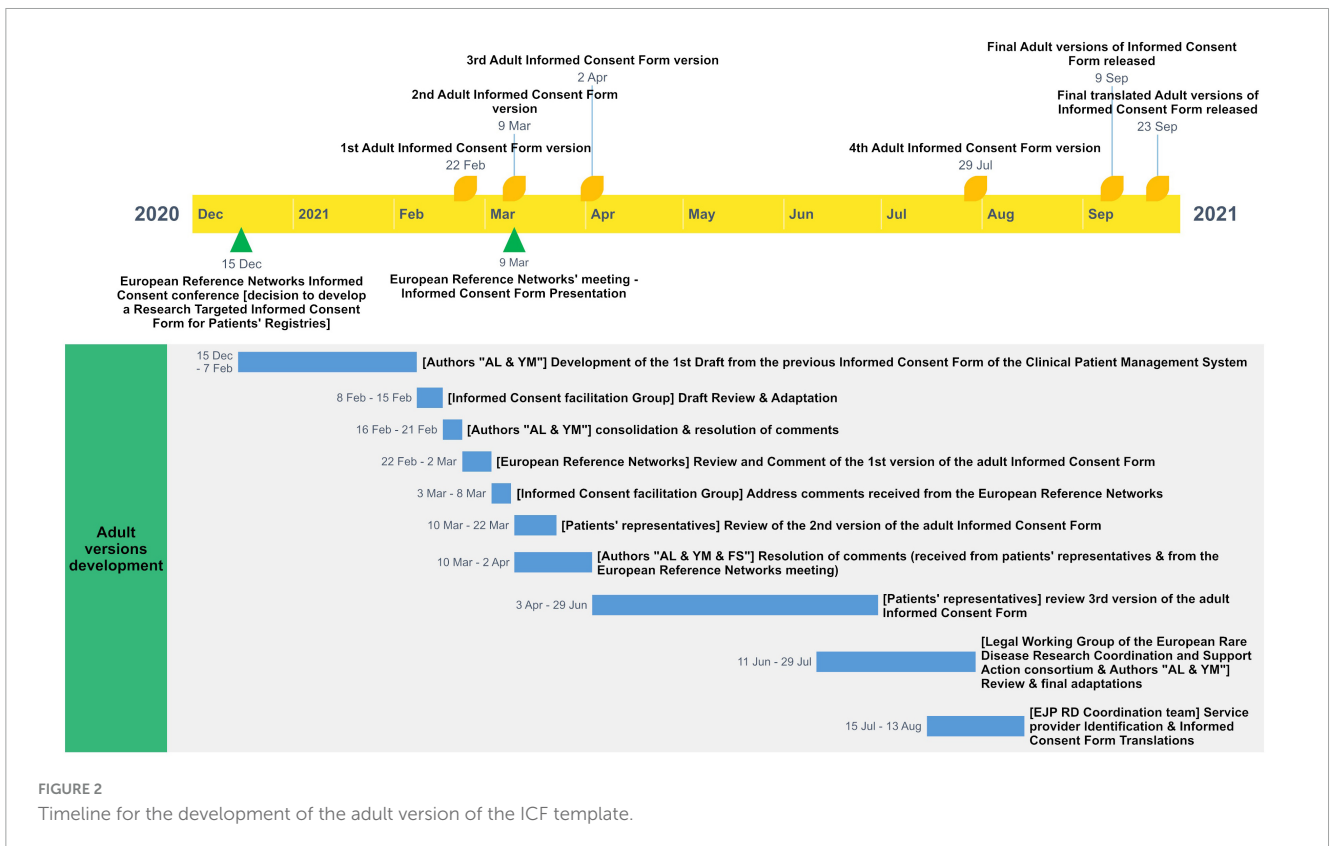 Final Adult versions of Informed Consent
Form released
9 Sep
3rd Adult Informed Consent Form version
2 Apr
2nd Adult Informed Consent Form
version
9 Mar
Final translated Adult versions of
Informed Consent Form released
23 Sep
1st Adult Informed Consent Form version
22 Feb
4th Adult Informed Consent Form version
29 Jul
2020 Dec 2021 Feb Mar Apr May Jun Jul Aug Sep 2021
15 Dec
European Reference Networks Informed
Consent conference [decision to develop
a Research Targeted Informed Consent
Form for Patients' Registries]
9 Mar
European Reference Networks' meeting -
Informed Consent Form Presentation
Adult
versions
development
15 Dec
- 7 Feb
[Authors "AL & YM"] Development of the 1st Draft from the previous Informed Consent Form of the Clinical Patient Management System
8 Feb - 15 Feb [Informed Consent facilitation Group] Draft Review & Adaptation
16 Feb - 21 Feb [Authors "AL & YM"] consolidation & resolution of comments
22 Feb - 2 Mar [European Reference Networks] Review and Comment of the 1st version of the adult Informed Consent Form
3 Mar - 8 Mar [Informed Consent facilitation Group] Address comments received from the European Reference Networks
10 Mar - 22 Mar [Patients' representatives] Review of the 2nd version of the adult Informed Consent Form
10 Mar - 2 Apr [Authors "AL & YM & FS"] Resolution of comments (received from patients' representatives & from the
European Reference Networks meeting)
3 Apr - 29 Jun [Patients' representatives] review 3rd version of the adult
Informed Consent Form
11 Jun - 29 Jul [Legal Working Group of the European Rare
Disease Research Coordination and Support
Action consortium & Authors "AL & YM"]
Review & final adaptations
15 Jul - 13 Aug [EJP RD Coordination team] Service
provider Identification & Informed
Consent Form Translations
FIGURE 2
Timeline for the development of the adult version of the ICF template.